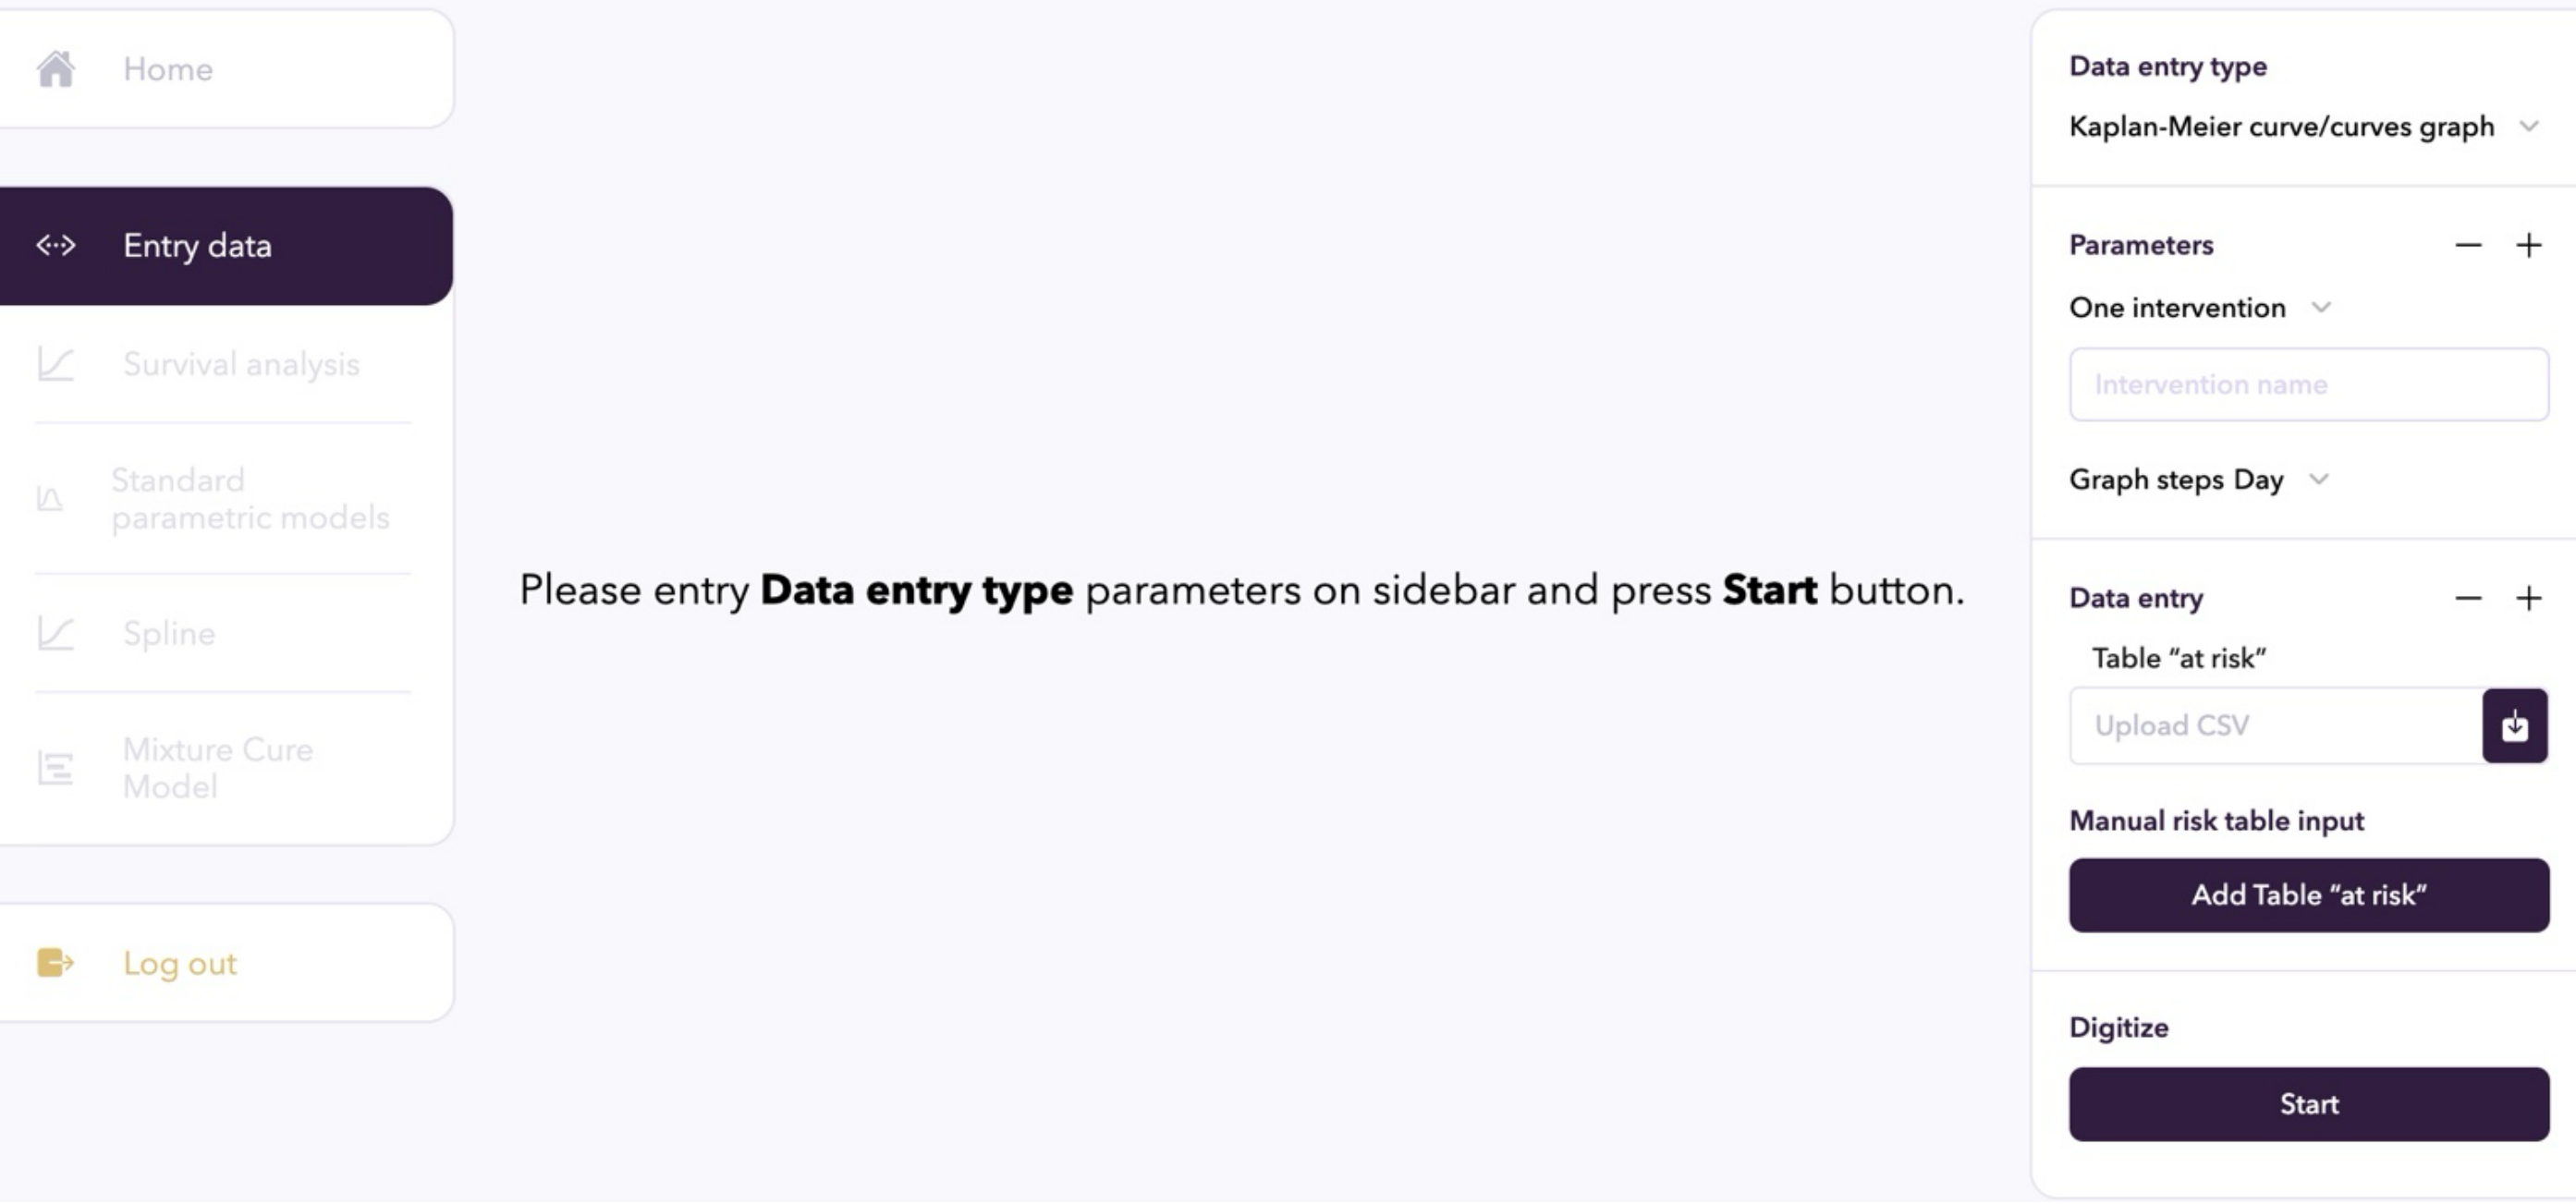 Home
Entry data
Survival analysis
Standard
parametric models
Spline
Mixture Cure
Model
Log out
Please entry Data entry type parameters on sidebar and press Start button.
Data entry type
Kaplan-Meier curve/curves graph
Parameters
One intervention
Intervention name
Graph steps Day
Data entry
Table “at risk”
Upload CSV
Manual risk table input
Add Table “at risk”
Digitize
Start